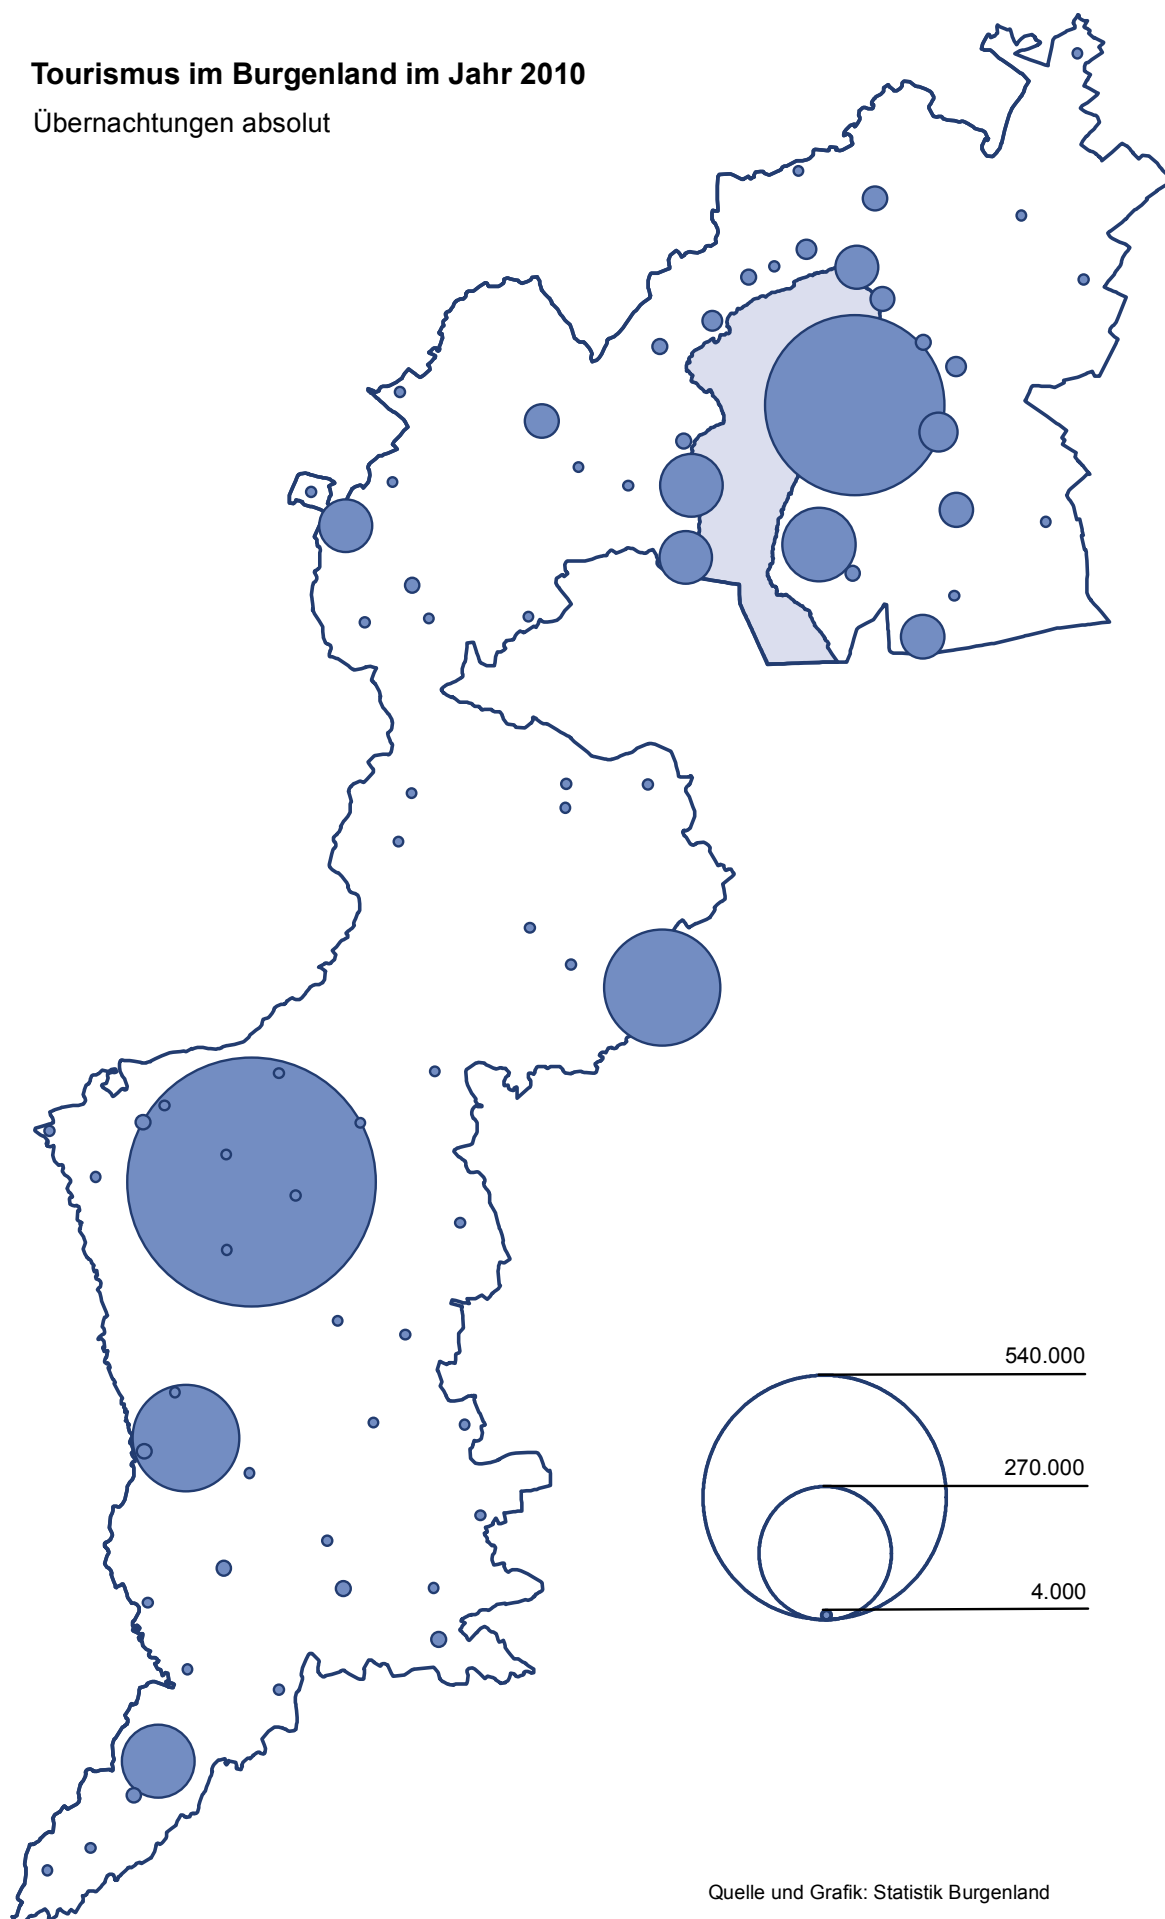 Tourismus im Burgenland im Jahr 2010
Übernachtungen absolut
540.000
270.000
4.000
Quelle und Grafik: Statistik Burgenland